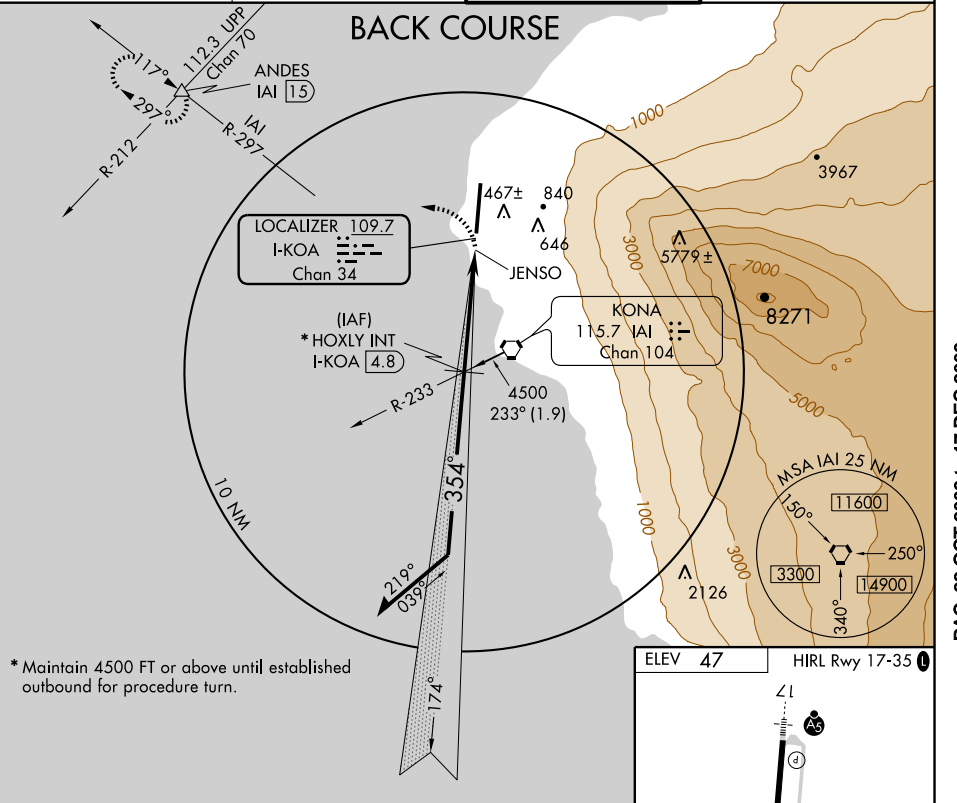 BACK COURSE
112.3 UPP
Chan 70
117°
297°
ANDES
IAI 15
R-212
IAI
R-297
1000
3967
467±
840
646
3000
5779±
7000
8271
LOCALIZER 109.7
I-KOA
Chan 34
JENSO
KONA
115.7 IAI
Chan 104
(IAF)
* HOXLY INT
I-KOA 4.8
R-233
4500
233° (1.9)
5000
354°
10 NM
1000
3000
2126
219°
039°
MSA IAI 25 NM
150°
11600
250°
3300
14900
340°
174°
* Maintain 4500 FT or above until established
outbound for procedure turn.
ELEV 47
HIRL Rwy 17-35 L
17
A5
P